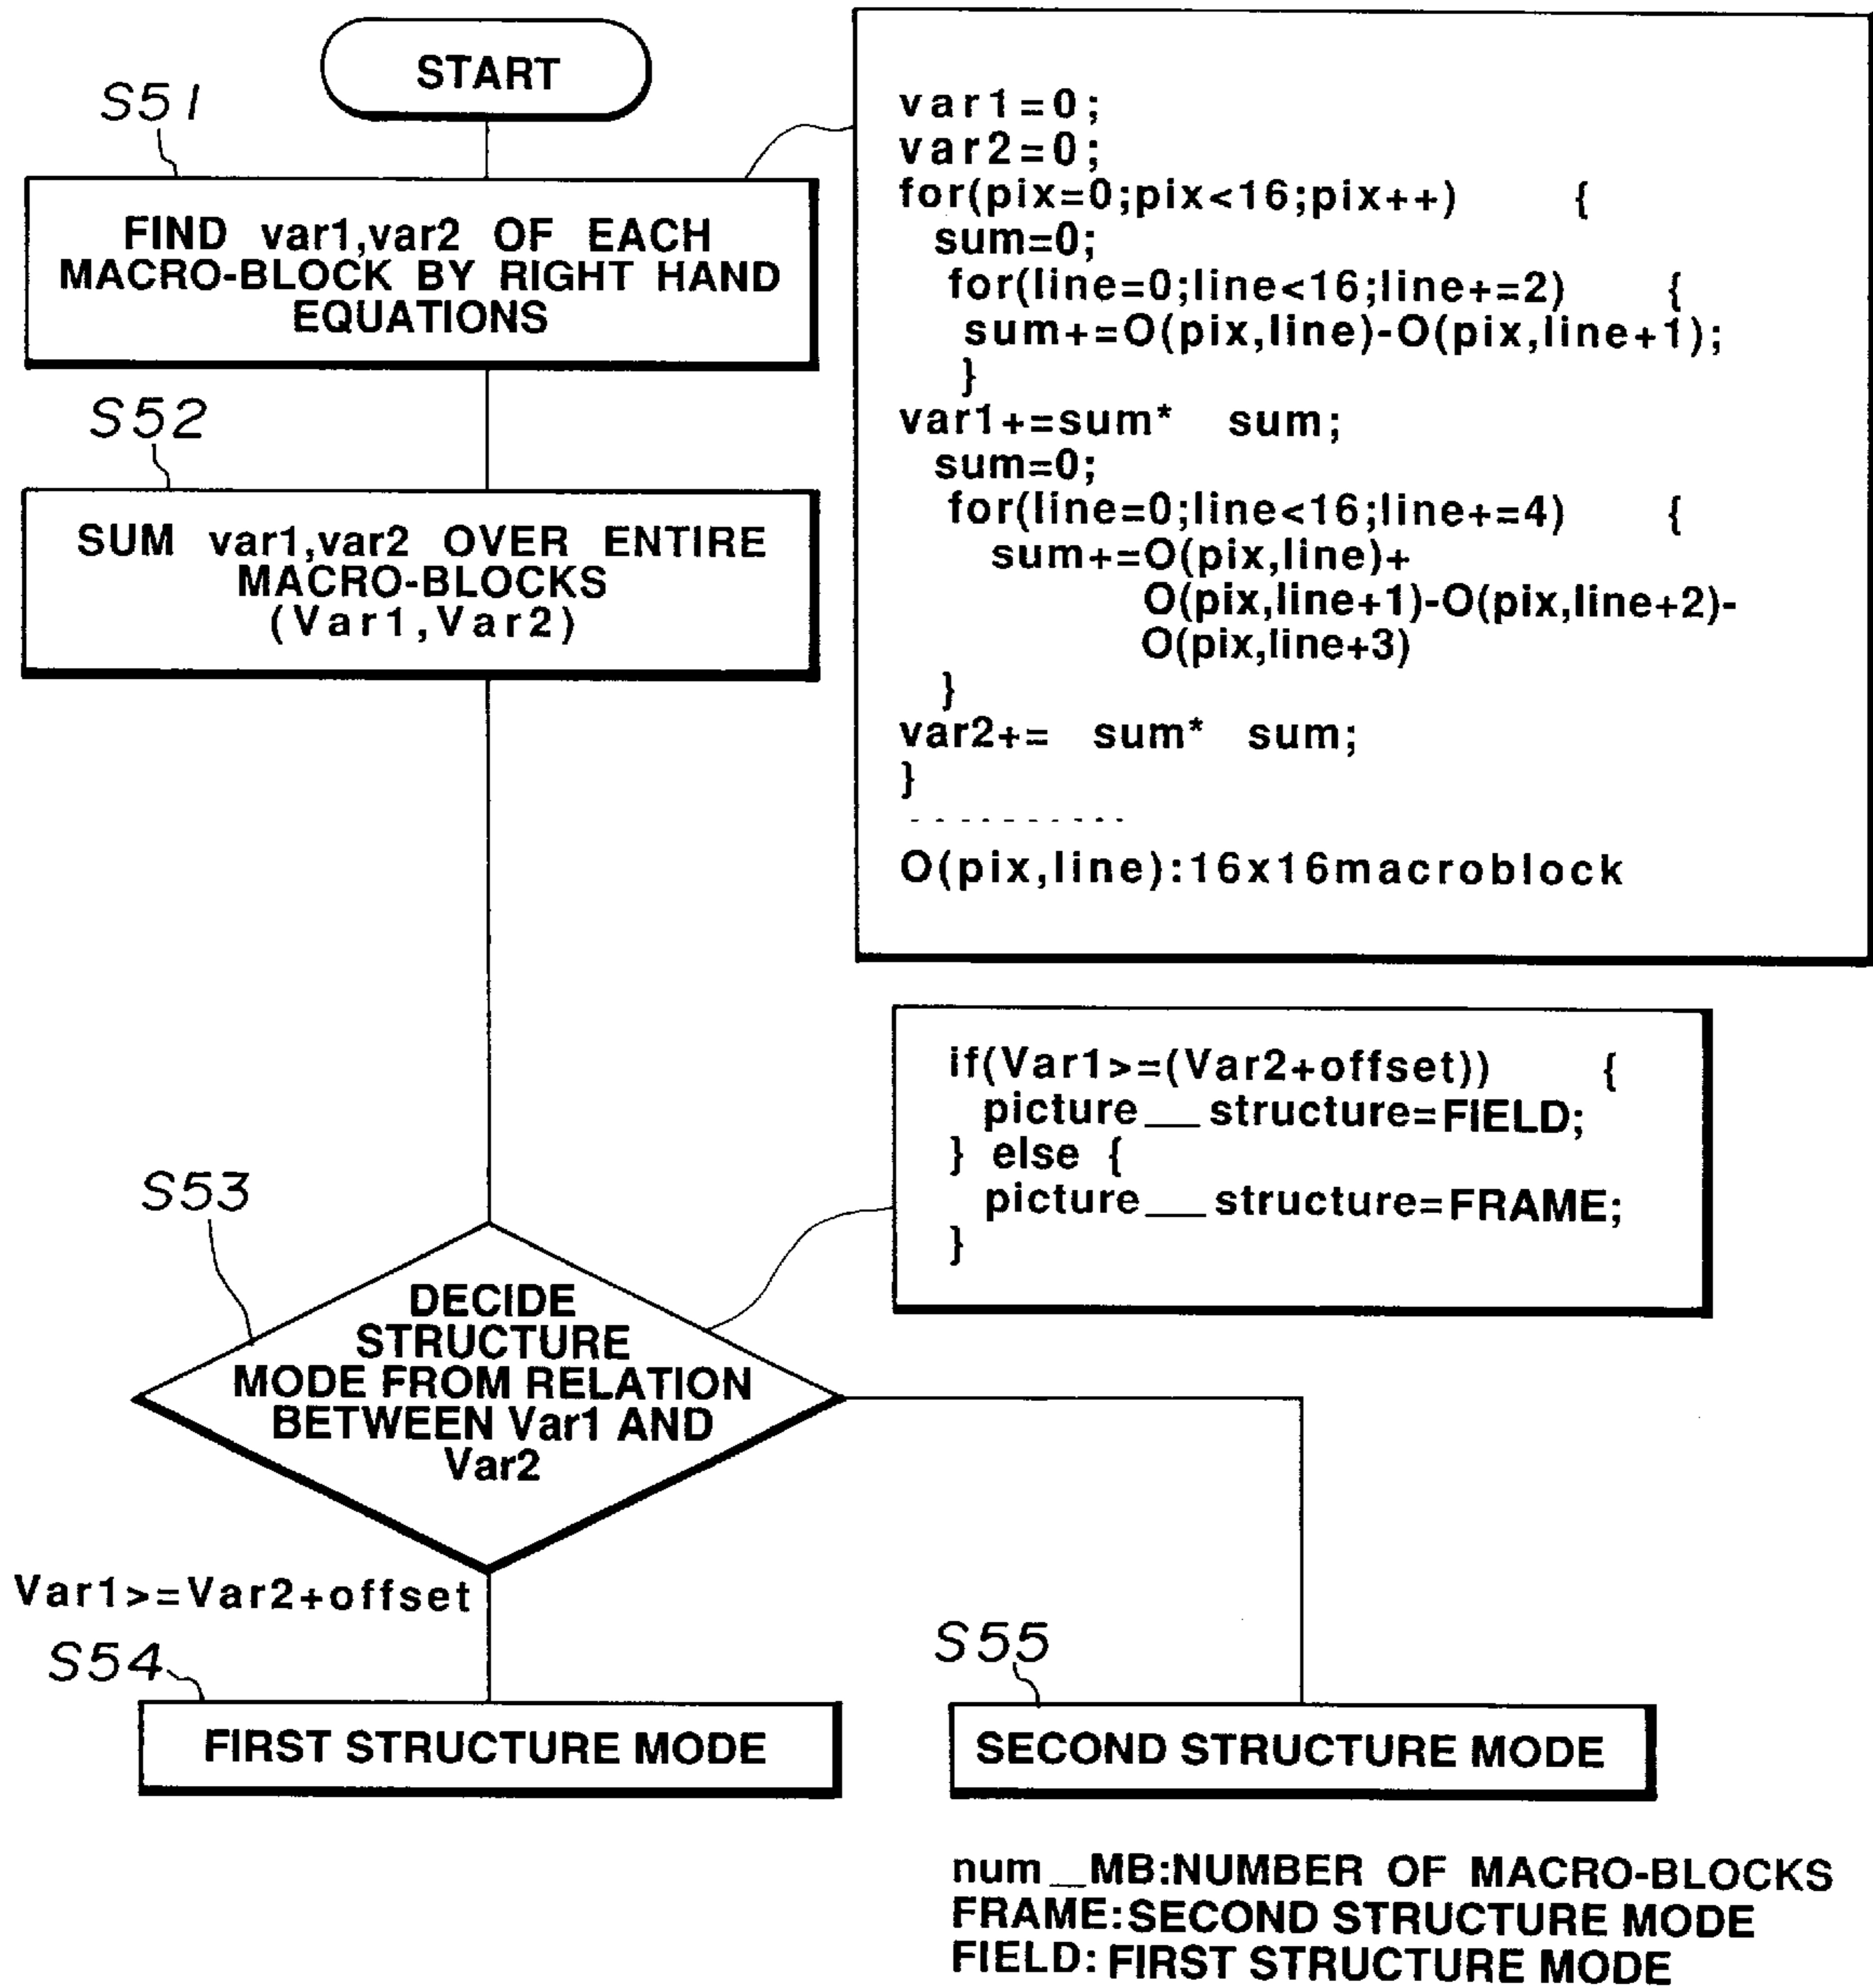 START
S51
FIND var1,var2 OF EACH
MACRO-BLOCK BY RIGHT HAND
EQUATIONS
S52
SUM var1,var2 OVER ENTIRE
MACRO-BLOCKS
(Var1,Var2)
var1=0;
var2=0;
for(pix=0;pix<16;pix++) {
sum=0;
for(line=0;line<16;line+=2) {
sum+=O(pix,line)-O(pix,line+1);
}
var1+=sum* sum;
sum=0;
for(line=0;line<16;line+=4) {
sum+=O(pix,line)+
O(pix,line+1)-O(pix,line+2)-
O(pix,line+3)
}
var2+= sum* sum;
}
- - - - - - - - - -
O(pix,line):16x16macroblock
if(Var1>=(Var2+offset)) {
picture__structure=FIELD;
} else {
picture__structure=FRAME;
}
S53
DECIDE
STRUCTURE
MODE FROM RELATION
BETWEEN Var1 AND
Var2
Var1>=Var2+offset
S54
FIRST STRUCTURE MODE
S55
SECOND STRUCTURE MODE
num_MB:NUMBER OF MACRO-BLOCKS
FRAME:SECOND STRUCTURE MODE
FIELD: FIRST STRUCTURE MODE